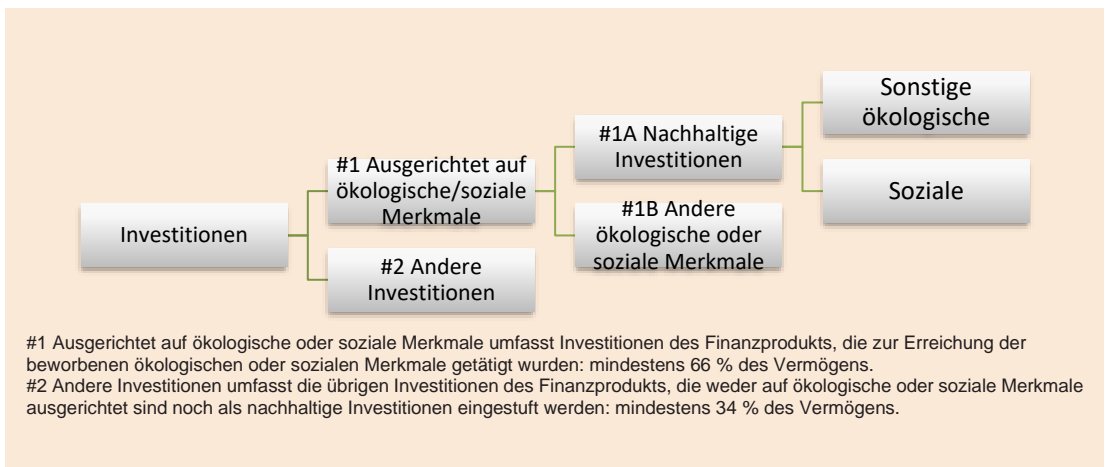 Investitionen
#1 Ausgerichtet auf
ökologische/soziale
Merkmale
#2 Andere
Investitionen
#1A Nachhaltige
Investitionen
#1B Andere
ökologische oder
soziale Merkmale
Sonstige
ökologische
Soziale
#1 Ausgerichtet auf ökologische oder soziale Merkmale umfasst Investitionen des Finanzprodukts, die zur Erreichung der
beworbenen ökologischen oder sozialen Merkmale getätigt wurden: mindestens 66 % des Vermögens.
#2 Andere Investitionen umfasst die übrigen Investitionen des Finanzprodukts, die weder auf ökologische oder soziale Merkmale
ausgerichtet sind noch als nachhaltige Investitionen eingestuft werden: mindestens 34 % des Vermögens.